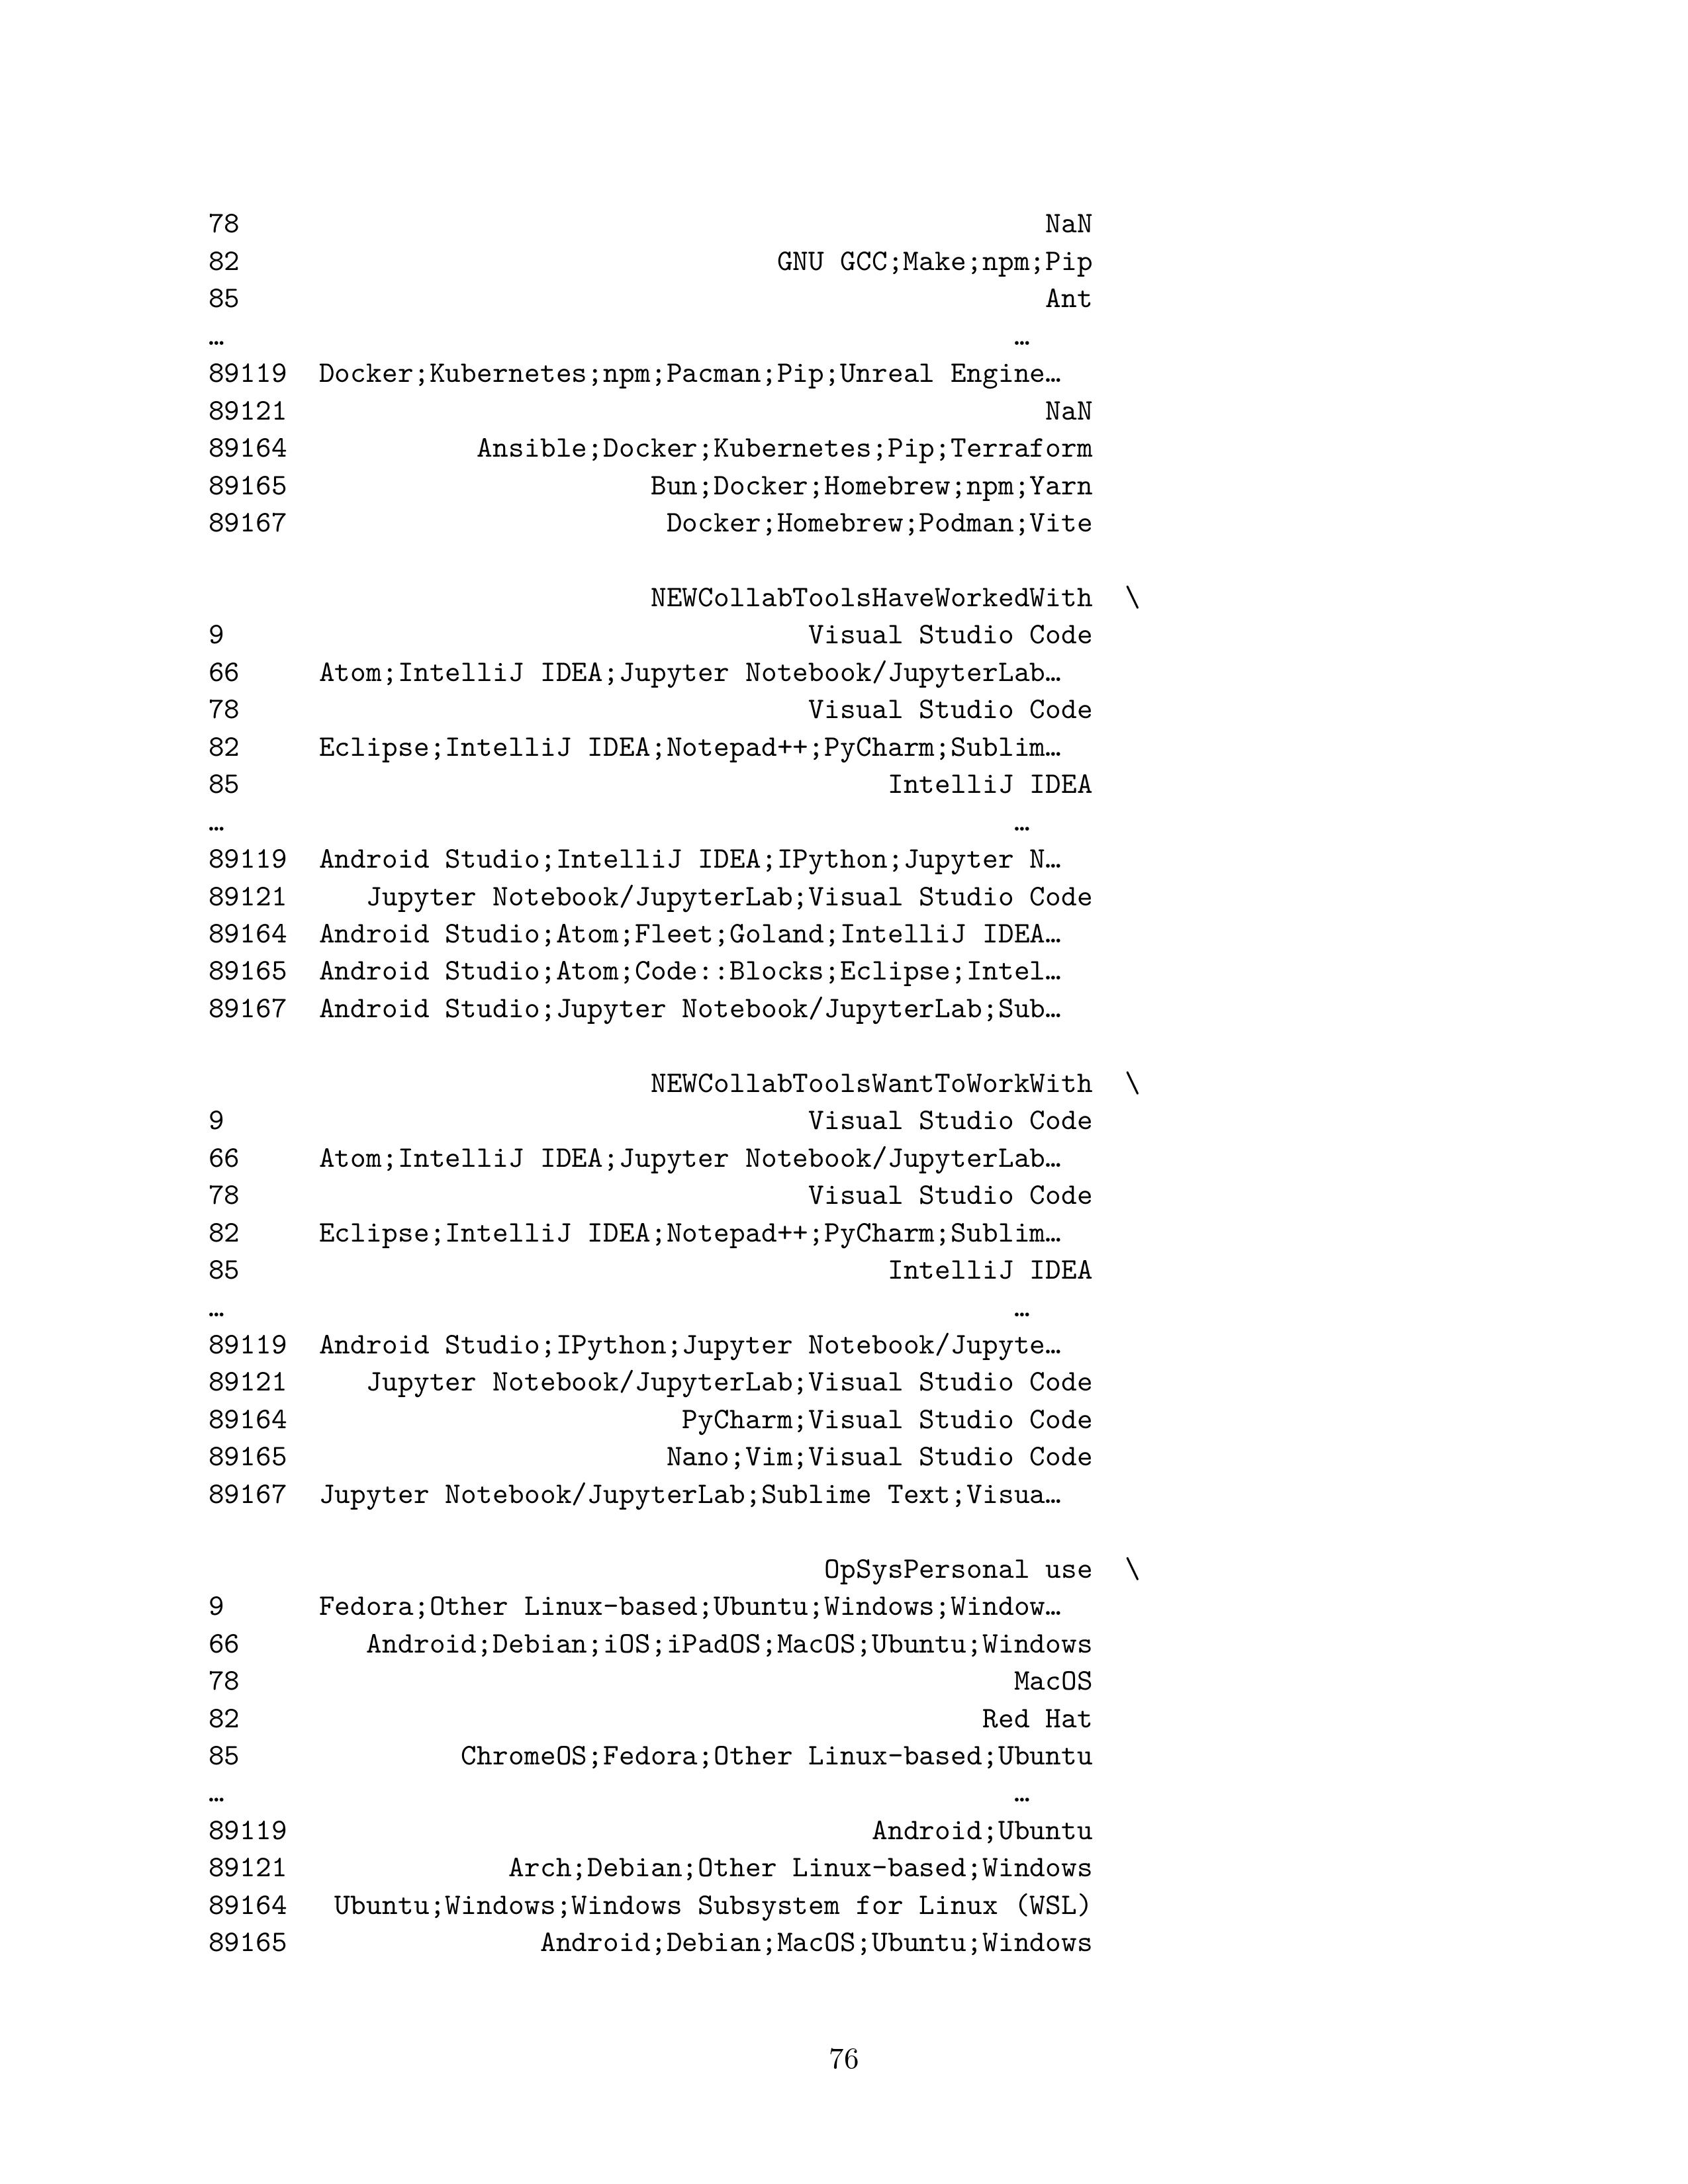 78 NaN
82 GNU GCC;Make;npm;Pip
85 Ant
… …
89119 Docker;Kubernetes;npm;Pacman;Pip;Unreal Engine…
89121 NaN
89164 Ansible;Docker;Kubernetes;Pip;Terraform
89165 Bun;Docker;Homebrew;npm;Yarn
89167 Docker;Homebrew;Podman;Vite
NEWCollabToolsHaveWorkedWith \
9 Visual Studio Code
66 Atom;IntelliJ IDEA;Jupyter Notebook/JupyterLab…
78 Visual Studio Code
82 Eclipse;IntelliJ IDEA;Notepad++;PyCharm;Sublim…
85 IntelliJ IDEA
… …
89119 Android Studio;IntelliJ IDEA;IPython;Jupyter N…
89121 Jupyter Notebook/JupyterLab;Visual Studio Code
89164 Android Studio;Atom;Fleet;Goland;IntelliJ IDEA…
89165 Android Studio;Atom;Code::Blocks;Eclipse;Intel…
89167 Android Studio;Jupyter Notebook/JupyterLab;Sub…
NEWCollabToolsWantToWorkWith \
9 Visual Studio Code
66 Atom;IntelliJ IDEA;Jupyter Notebook/JupyterLab…
78 Visual Studio Code
82 Eclipse;IntelliJ IDEA;Notepad++;PyCharm;Sublim…
85 IntelliJ IDEA
… …
89119 Android Studio;IPython;Jupyter Notebook/Jupyte…
89121 Jupyter Notebook/JupyterLab;Visual Studio Code
89164 PyCharm;Visual Studio Code
89165 Nano;Vim;Visual Studio Code
89167 Jupyter Notebook/JupyterLab;Sublime Text;Visua…
OpSysPersonal use \
9 Fedora;Other Linux-based;Ubuntu;Windows;Window…
66 Android;Debian;iOS;iPadOS;MacOS;Ubuntu;Windows
78 MacOS
82 Red Hat
85 ChromeOS;Fedora;Other Linux-based;Ubuntu
… …
89119 Android;Ubuntu
89121 Arch;Debian;Other Linux-based;Windows
89164 Ubuntu;Windows;Windows Subsystem for Linux (WSL)
89165 Android;Debian;MacOS;Ubuntu;Windows
76